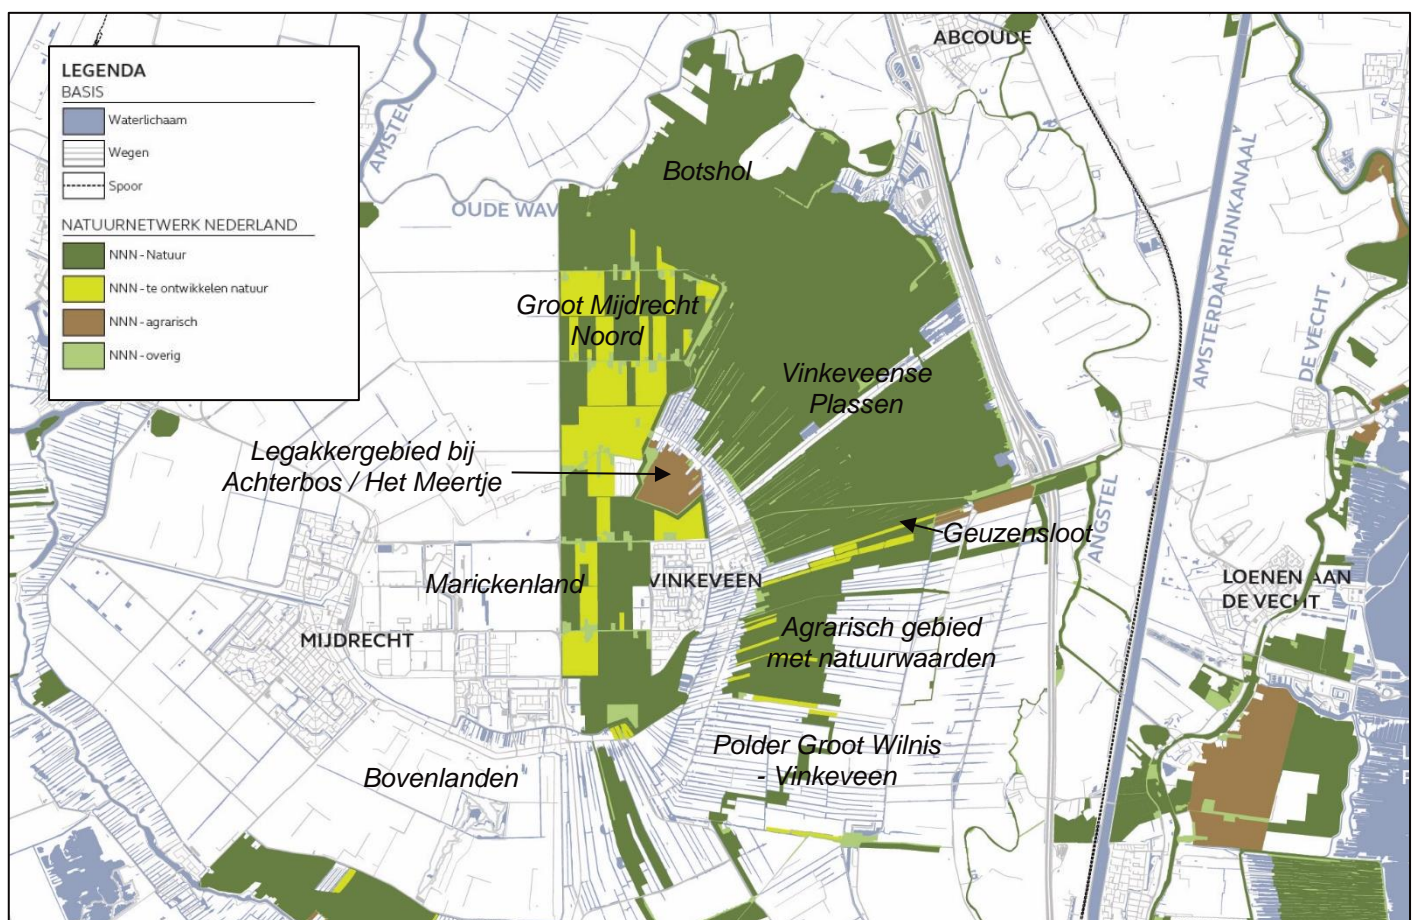 LEGENDA
BASIS
Waterlichaam
Wegen
Spoor
NATUURNETWERK NEDERLAND
NNN - Natuur
NNN - te ontwikkelen natuur
NNN - agrarisch
NNN - overig
ABCOUDE
AMSTEL
Botshol
OUDE WAV
AMSTERDAM-RIJNKANAAL
DE VECHT
Groot Mijdrecht
Noord
Vinkeveense
Plassen
Legakkergebied bij
Achterbos / Het Meertje
Geuzensloot
ANGSTEL
Marickenland
VINKEVEEN
LOENEN AAN
DE VECHT
MIJDRECHT
Agrarisch gebied
met natuurwaarden
Polder Groot Wilnis
- Vinkeveen
Bovenlanden